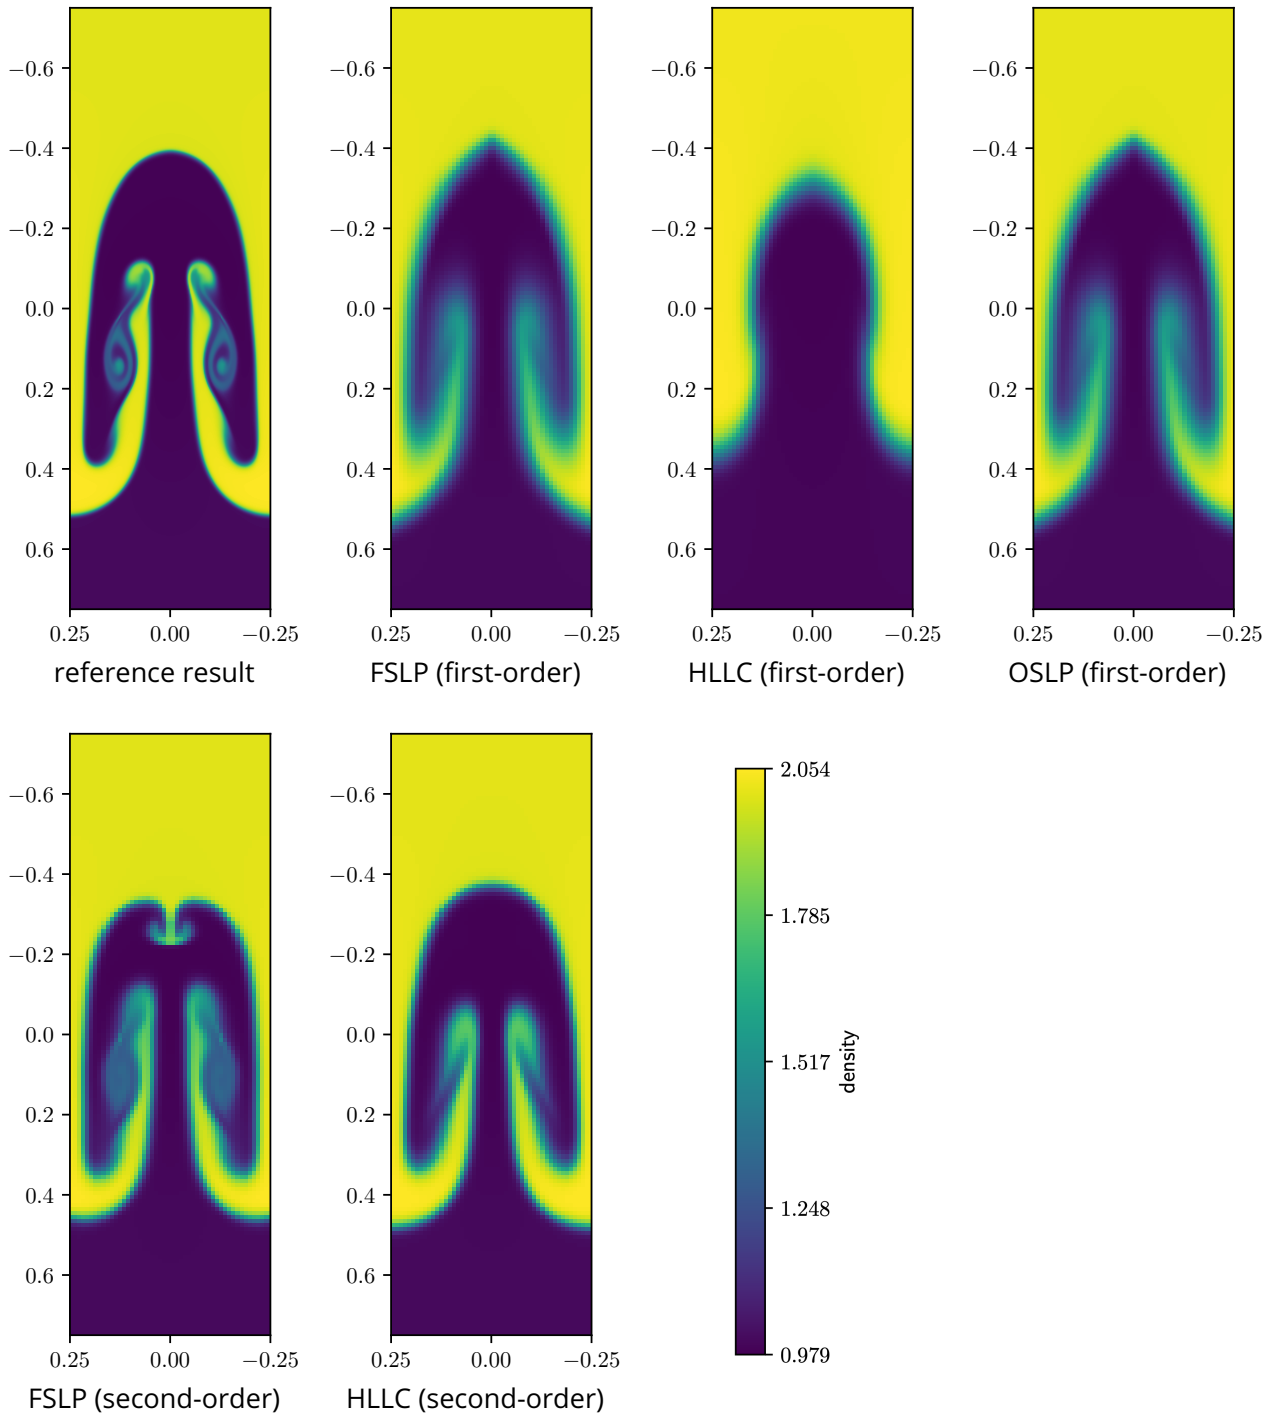 −0.6 −0.6 −0.6 −0.6
−0.4 −0.4 −0.4 −0.4
−0.2 −0.2 −0.2 −0.2
0.0 0.0 0.0 0.0
0.2 0.2 0.2 0.2
0.4 0.4 0.4 0.4
0.6 0.6 0.6 0.6
0.25 0.00 −0.25 0.25 0.00 −0.25 0.25 0.00 −0.25 0.25 0.00 −0.25
reference result FSLP (first-order) HLLC (first-order) OSLP (first-order)
−0.6 −0.6
−0.4 −0.4
−0.2 −0.2
0.0 0.0
0.2 0.2
0.4 0.4
0.6 0.6
0.25 0.00 −0.25 0.25 0.00 −0.25
FSLP (second-order) HLLC (second-order)
2.054
1.785
1.517
1.248
0.979
density